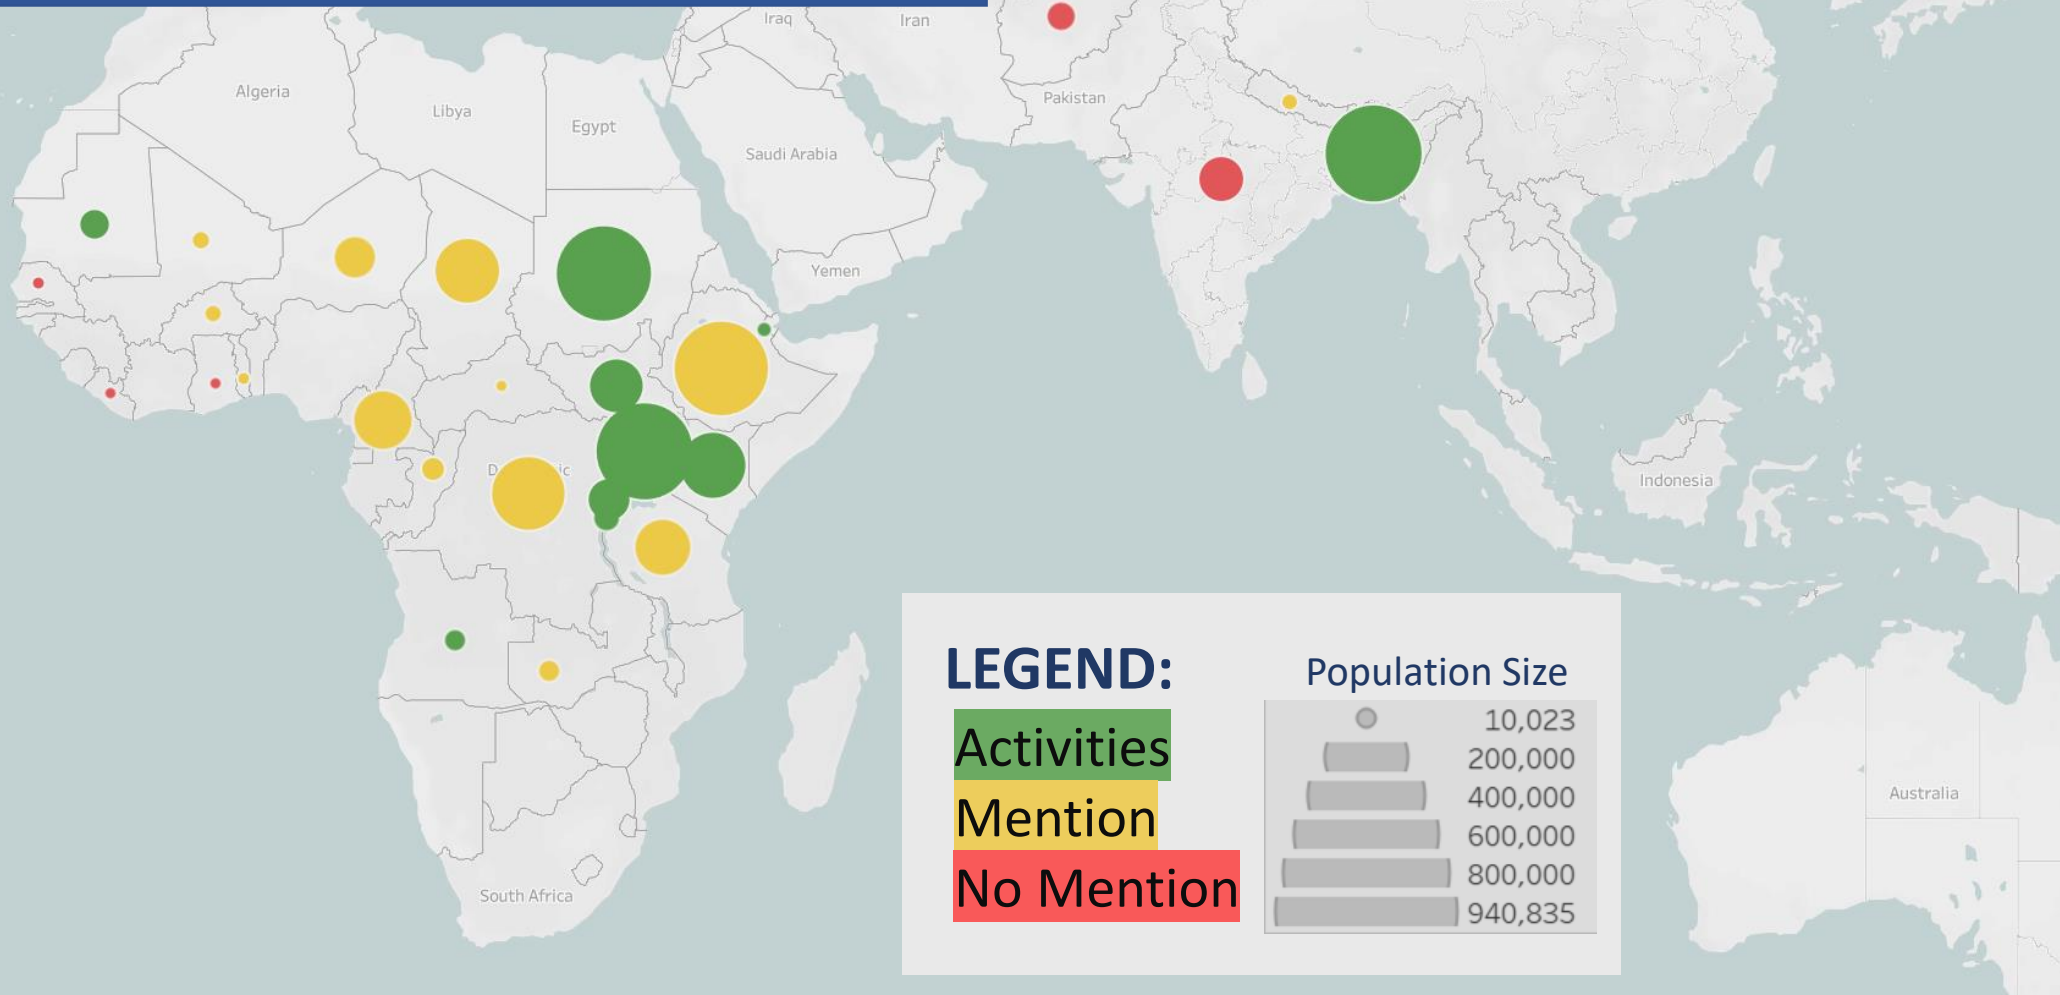 Iraq
Iran
Algeria
Libya
Egypt
Pakistan
Saudi Arabia
Yemen
D
ic
Indonesia
South Africa
Australia
LEGEND:
Activities
Mention
No Mention
Population Size
10,023
200,000
400,000
600,000
800,000
940,835